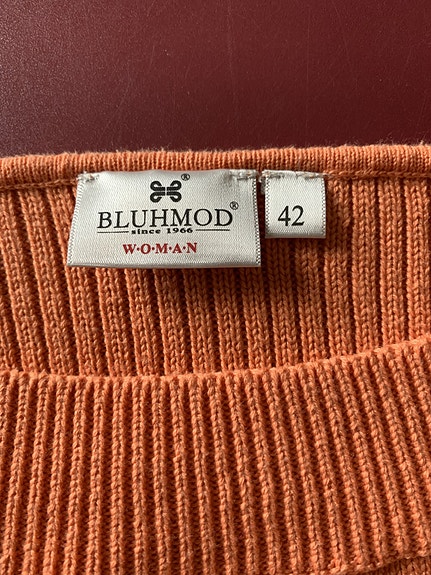 ®
BLUHMOD®
since 1966
W·O·M·A·N
42